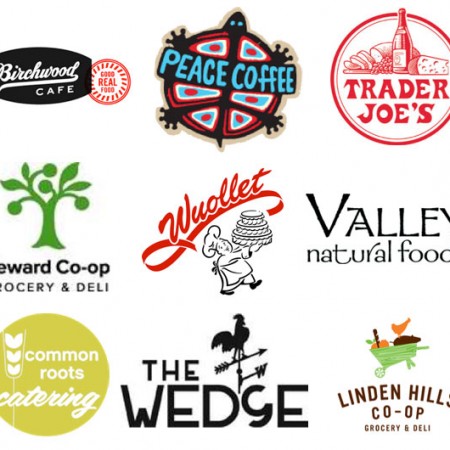 Birchwood
CAFE
GOOD
REAL
FOOD
PEACE COFFEE
TRADER
JOE'S
eward Co-op
GROCERY & DELI
Wuollet
VALLEY
natural food
common
roots
catering
THE
WEDGE
W
LINDEN HILLS
CO-OP
GROCERY & DELI